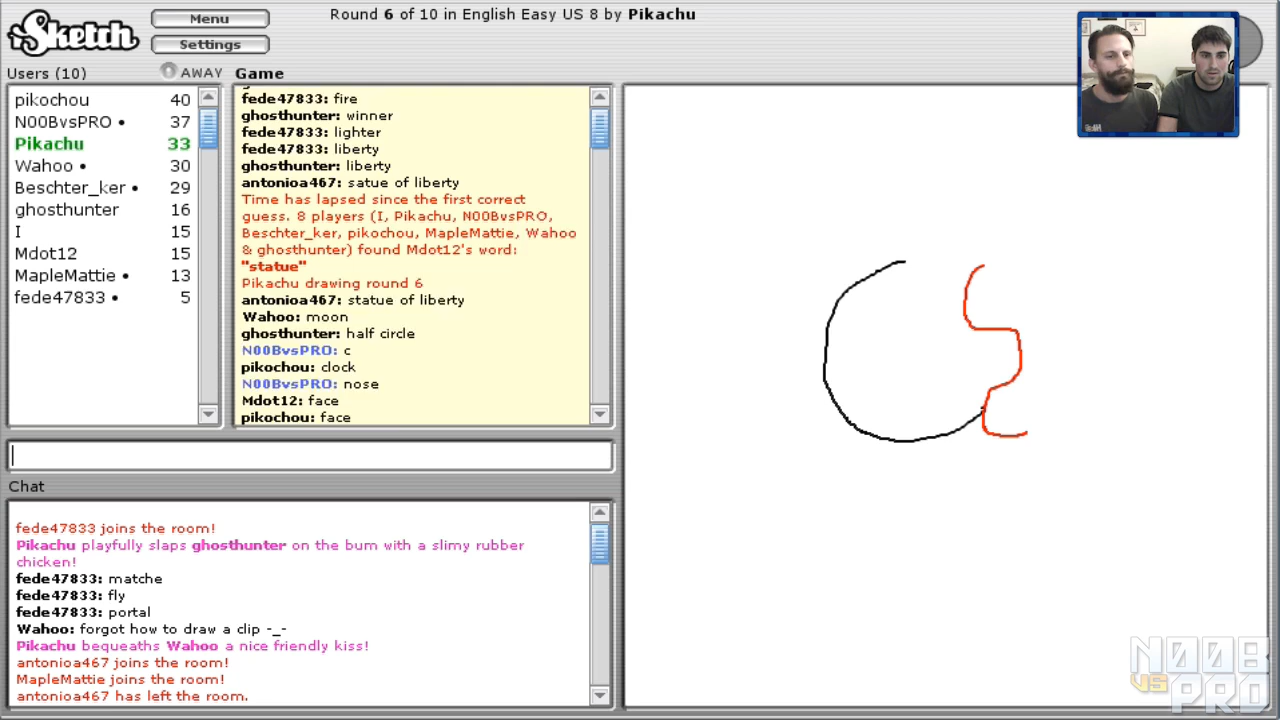 iSketch
Menu
Settings
Round 6 of 10 in English Easy US 8 by Pikachu
Users (10)
AWAY
Game
pikochou 40
N00BvsPRO • 37
Pikachu 33
Wahoo • 30
Beschter_ker • 29
ghosthunter 16
I 15
Mdot12 15
MapleMattie • 13
fede47833 • 5
fede47833: fire
ghosthunter: winner
fede47833: lighter
fede47833: liberty
ghosthunter: liberty
antonioa467: satue of liberty
Time has lapsed since the first correct
guess. 8 players (I, Pikachu, N00BvsPRO,
Beschter_ker, pikochou, MapleMattie, Wahoo
& ghosthunter) found Mdot12's word:
"statue"
Pikachu drawing round 6
antonioa467: statue of liberty
Wahoo: moon
ghosthunter: half circle
N00BvsPRO: c
pikochou: clock
N00BvsPRO: nose
Mdot12: face
pikochou: face
Chat
fede47833 joins the room!
Pikachu playfully slaps ghosthunter on the bum with a slimy rubber
chicken!
fede47833: matche
fede47833: fly
fede47833: portal
Wahoo: forgot how to draw a clip -_-
Pikachu bequeaths Wahoo a nice friendly kiss!
antonioa467 joins the room!
MapleMattie joins the room!
antonioa467 has left the room.
N00B
VS PRO